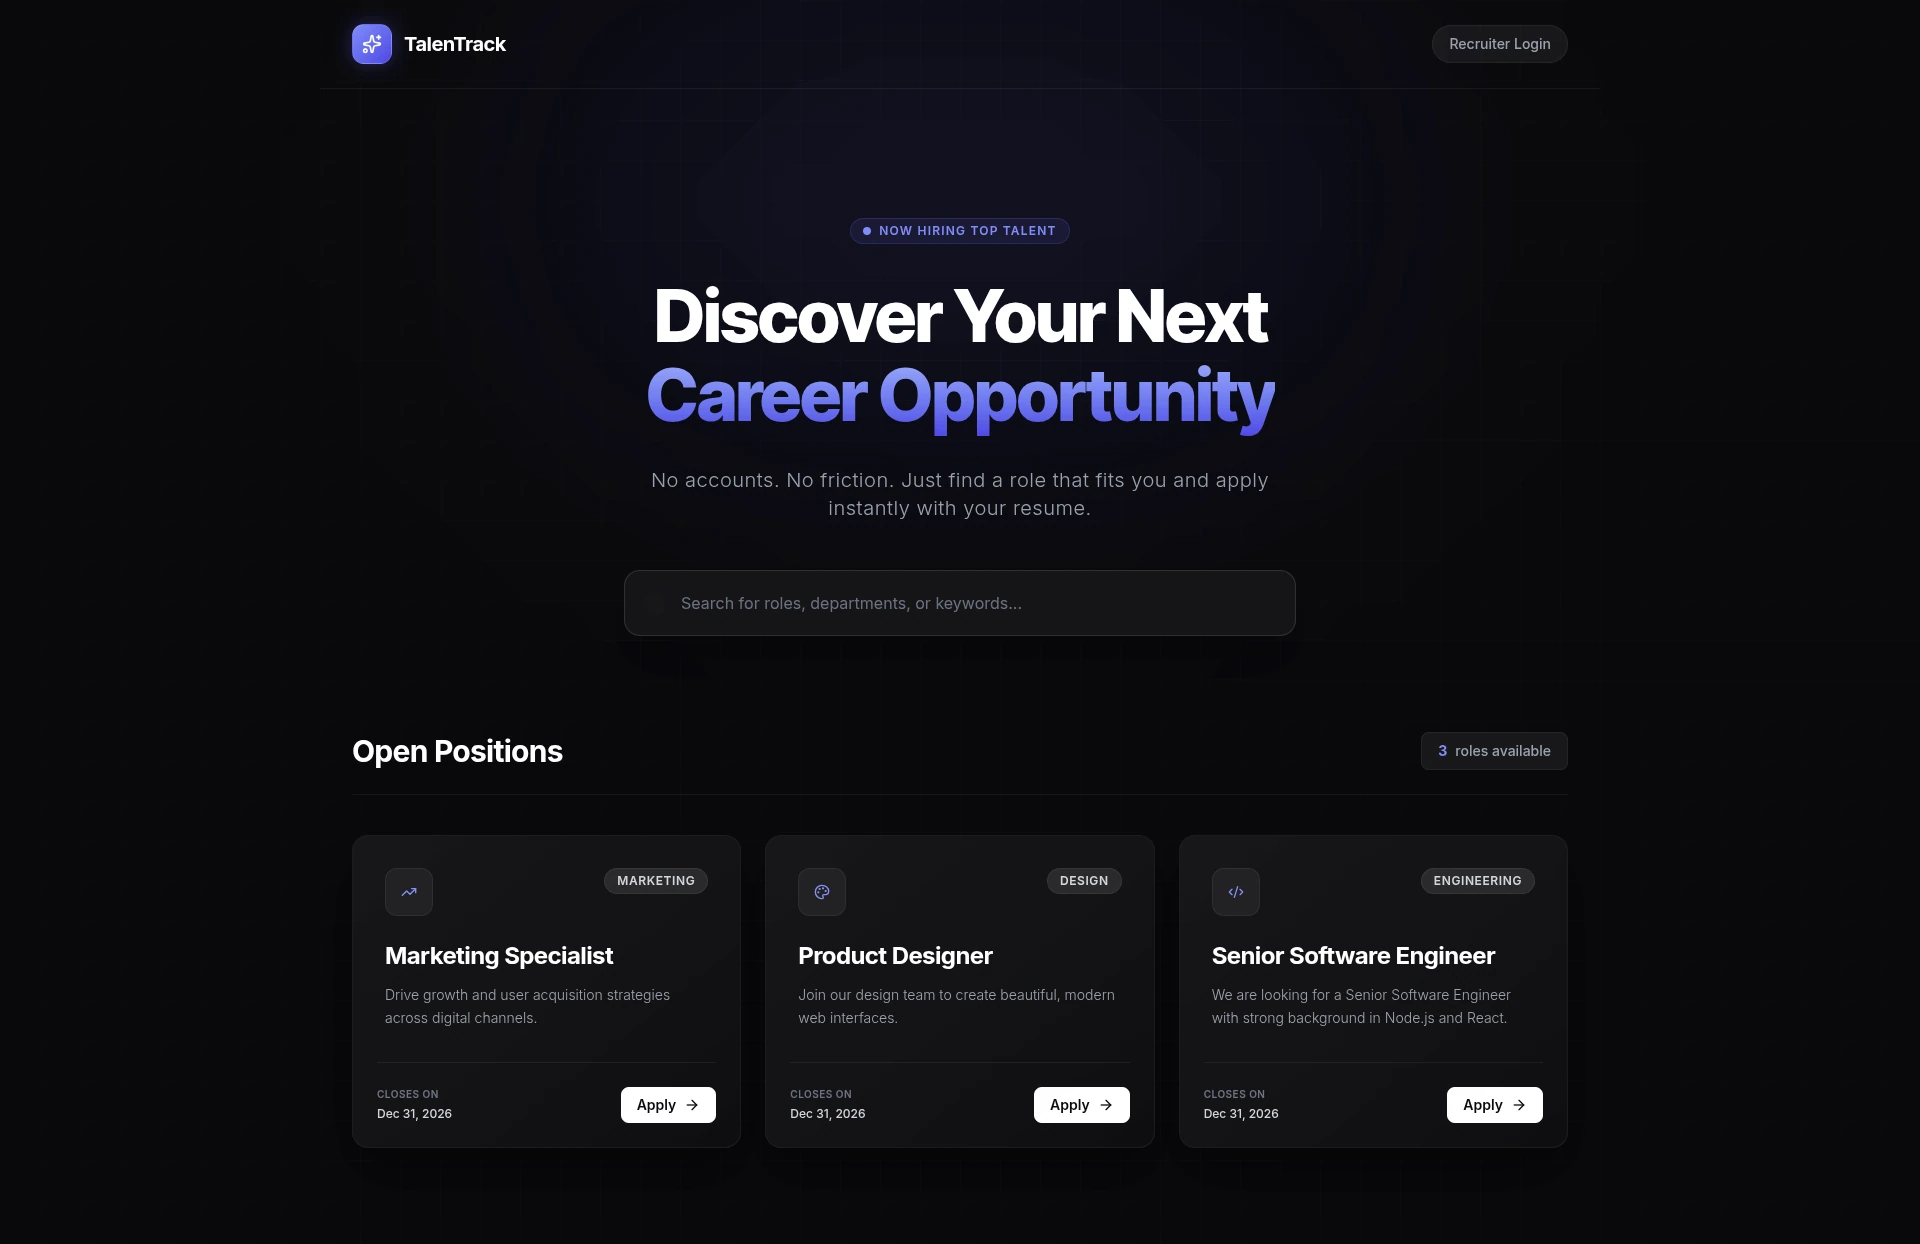 TalenTrack
Recruiter Login
NOW HIRING TOP TALENT
Discover Your Next
Career Opportunity
No accounts. No friction. Just find a role that fits you and apply
instantly with your resume.
Search for roles, departments, or keywords...
Open Positions
3 roles available
MARKETING
Marketing Specialist
Drive growth and user acquisition strategies
across digital channels.
CLOSES ON
Dec 31, 2026
Apply
DESIGN
Product Designer
Join our design team to create beautiful, modern
web interfaces.
CLOSES ON
Dec 31, 2026
Apply
ENGINEERING
Senior Software Engineer
We are looking for a Senior Software Engineer
with strong background in Node.js and React.
CLOSES ON
Dec 31, 2026
Apply